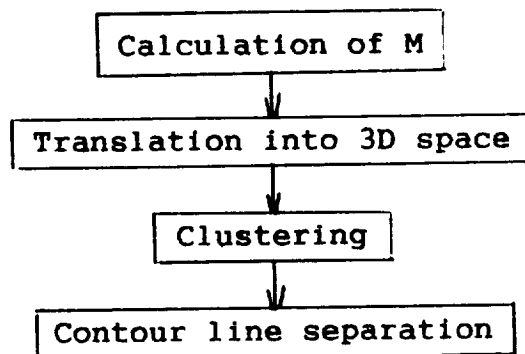 Calculation of M
Translation into 3D space
Clustering
Contour line separation